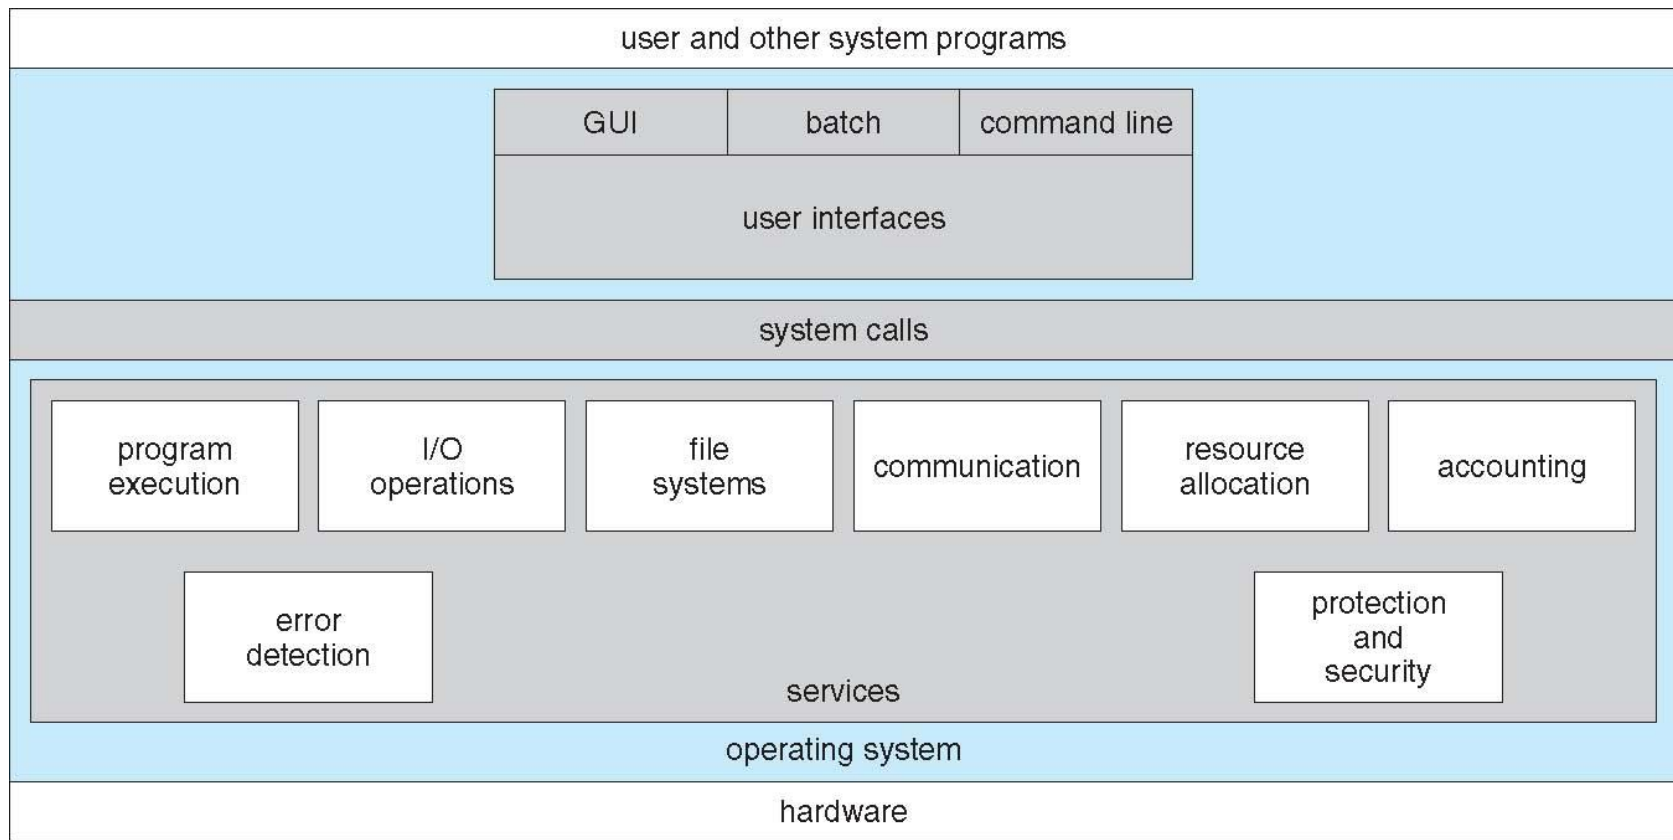 user and other system programs
GUI
batch
command line
user interfaces
system calls
program
execution
I/O
operations
file
systems
communication
resource
allocation
accounting
error
detection
protection
and
security
services
operating system
hardware